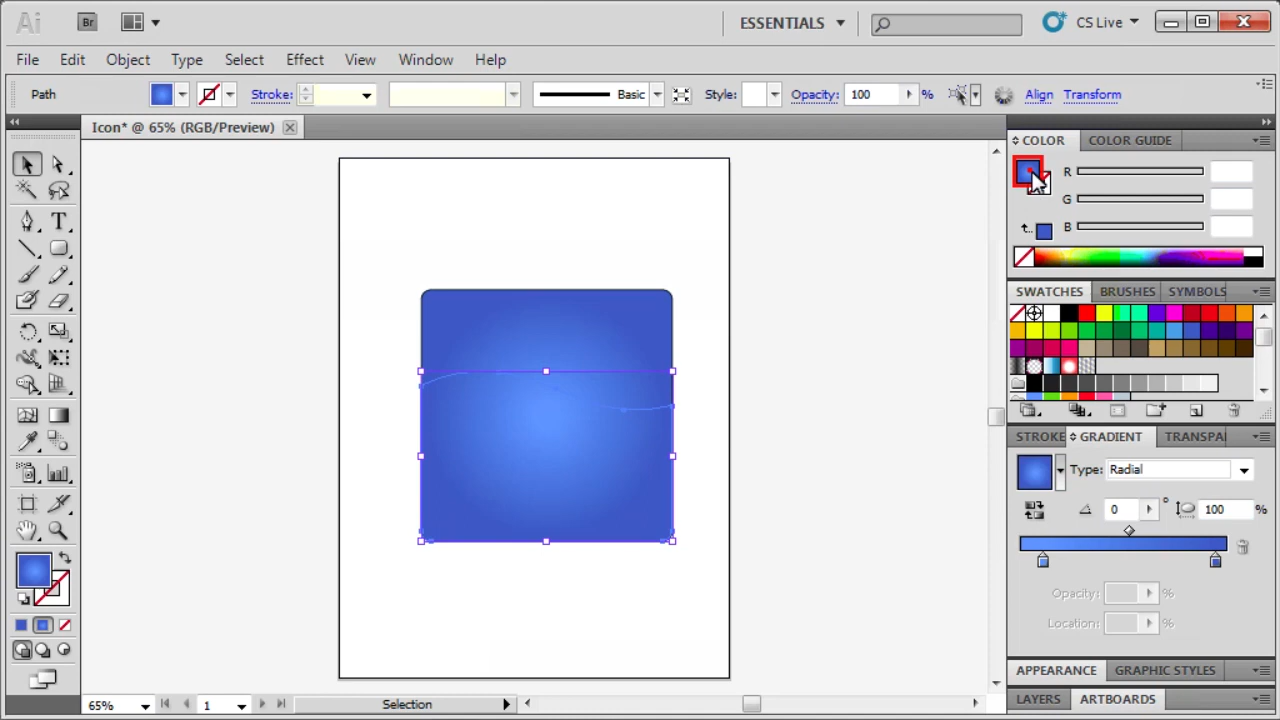 Ai Br ESSENTIALS CS Live
File Edit Object Type Select Effect View Window Help
Path Stroke: Basic Style: Opacity: 100 % Align Transform
Icon* @ 65% (RGB/Preview)
COLOR COLOR GUIDE
R
G
B
SWATCHES BRUSHES SYMBOLS
STROKE GRADIENT TRANSPA
Type: Radial
0 ° 100 %
Opacity: %
Location: %
APPEARANCE GRAPHIC STYLES
LAYERS ARTBOARDS
65% 1 Selection
T